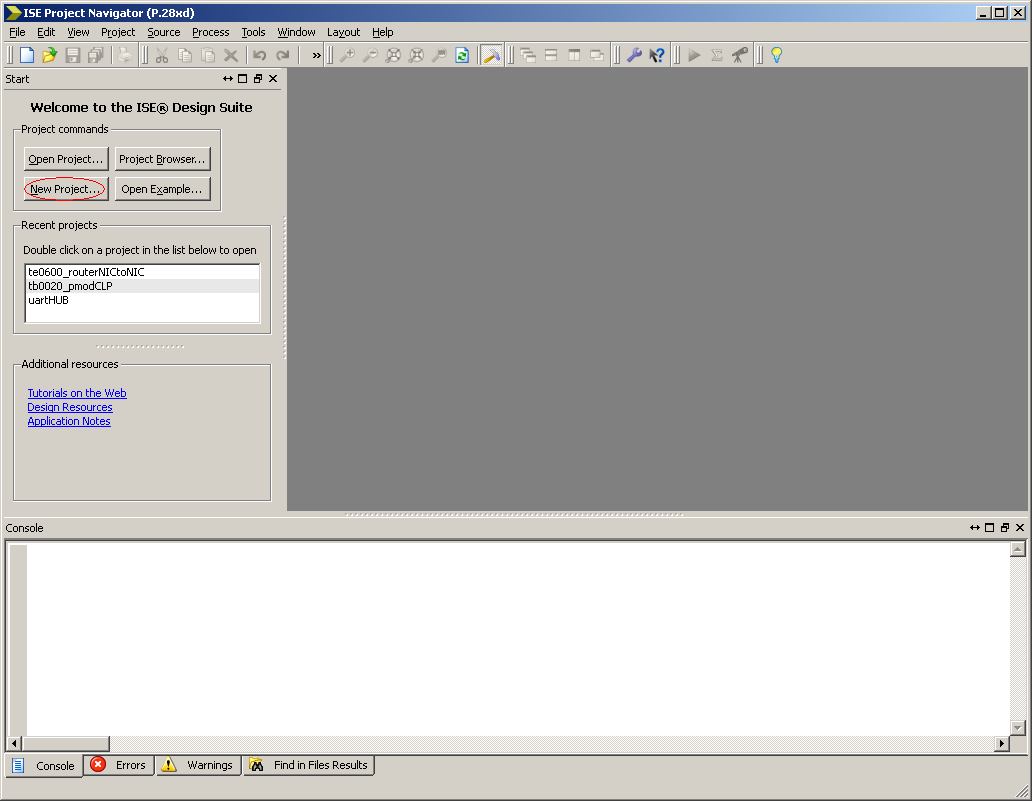 ISE Project Navigator (P.28xd)
File Edit View Project Source Process Tools Window Layout Help
»
Start
Welcome to the ISE® Design Suite
Project commands
Open Project... Project Browser...
New Project... Open Example...
Recent projects
Double click on a project in the list below to open
te0600_routerNICtoNIC
tb0020_pmodCLP
uartHUB
Additional resources
Tutorials on the Web
Design Resources
Application Notes
Console
Console Errors Warnings Find in Files Results